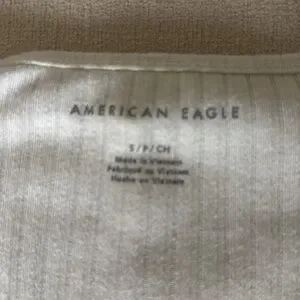 AMERICAN EAGLE
S/P/CH
Made in Vietnam
Fabriqué au Vietnam
Hecho en Vietnam